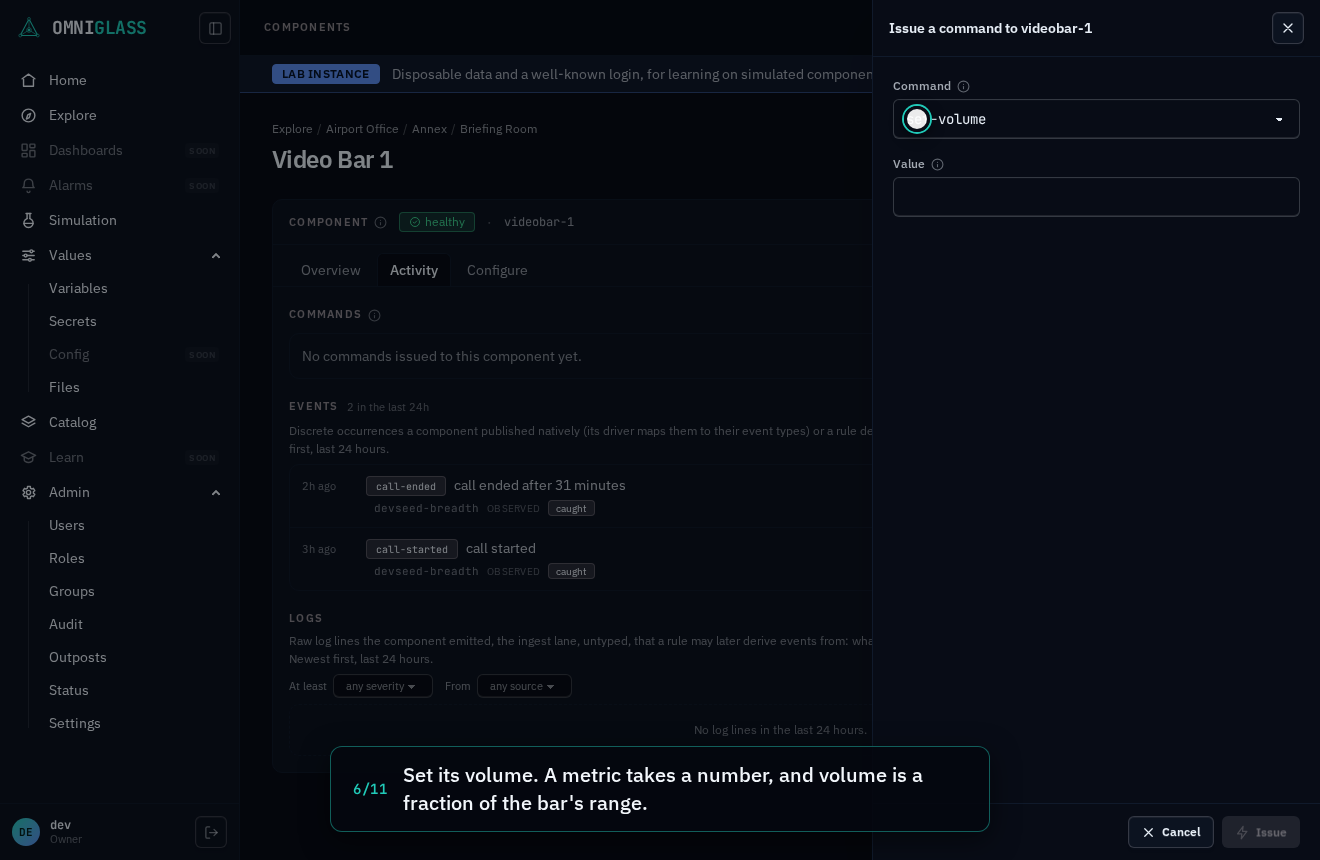 OMNIGLASS
Home
Explore
Dashboards SOON
Alarms SOON
Simulation
Values
Variables
Secrets
Config SOON
Files
Catalog
Learn SOON
Admin
Users
Roles
Groups
Audit
Outposts
Status
Settings
DE dev
Owner
COMPONENTS
LAB INSTANCE Disposable data and a well-known login, for learning on simulated componen
Explore / Airport Office / Annex / Briefing Room
Video Bar 1
COMPONENT healthy · videobar-1
Overview Activity Configure
COMMANDS
No commands issued to this component yet.
EVENTS 2 in the last 24h
Discrete occurrences a component published natively (its driver maps them to their event types) or a rule de
first, last 24 hours.
2h ago call-ended call ended after 31 minutes
devseed-breadth OBSERVED caught
3h ago call-started call started
devseed-breadth OBSERVED caught
LOGS
Raw log lines the component emitted, the ingest lane, untyped, that a rule may later derive events from: wha
Newest first, last 24 hours.
At least any severity From any source
No log lines in the last 24 hours.
Issue a command to videobar-1
Command
-volume
Value
Cancel Issue
6/11 Set its volume. A metric takes a number, and volume is a
fraction of the bar's range.